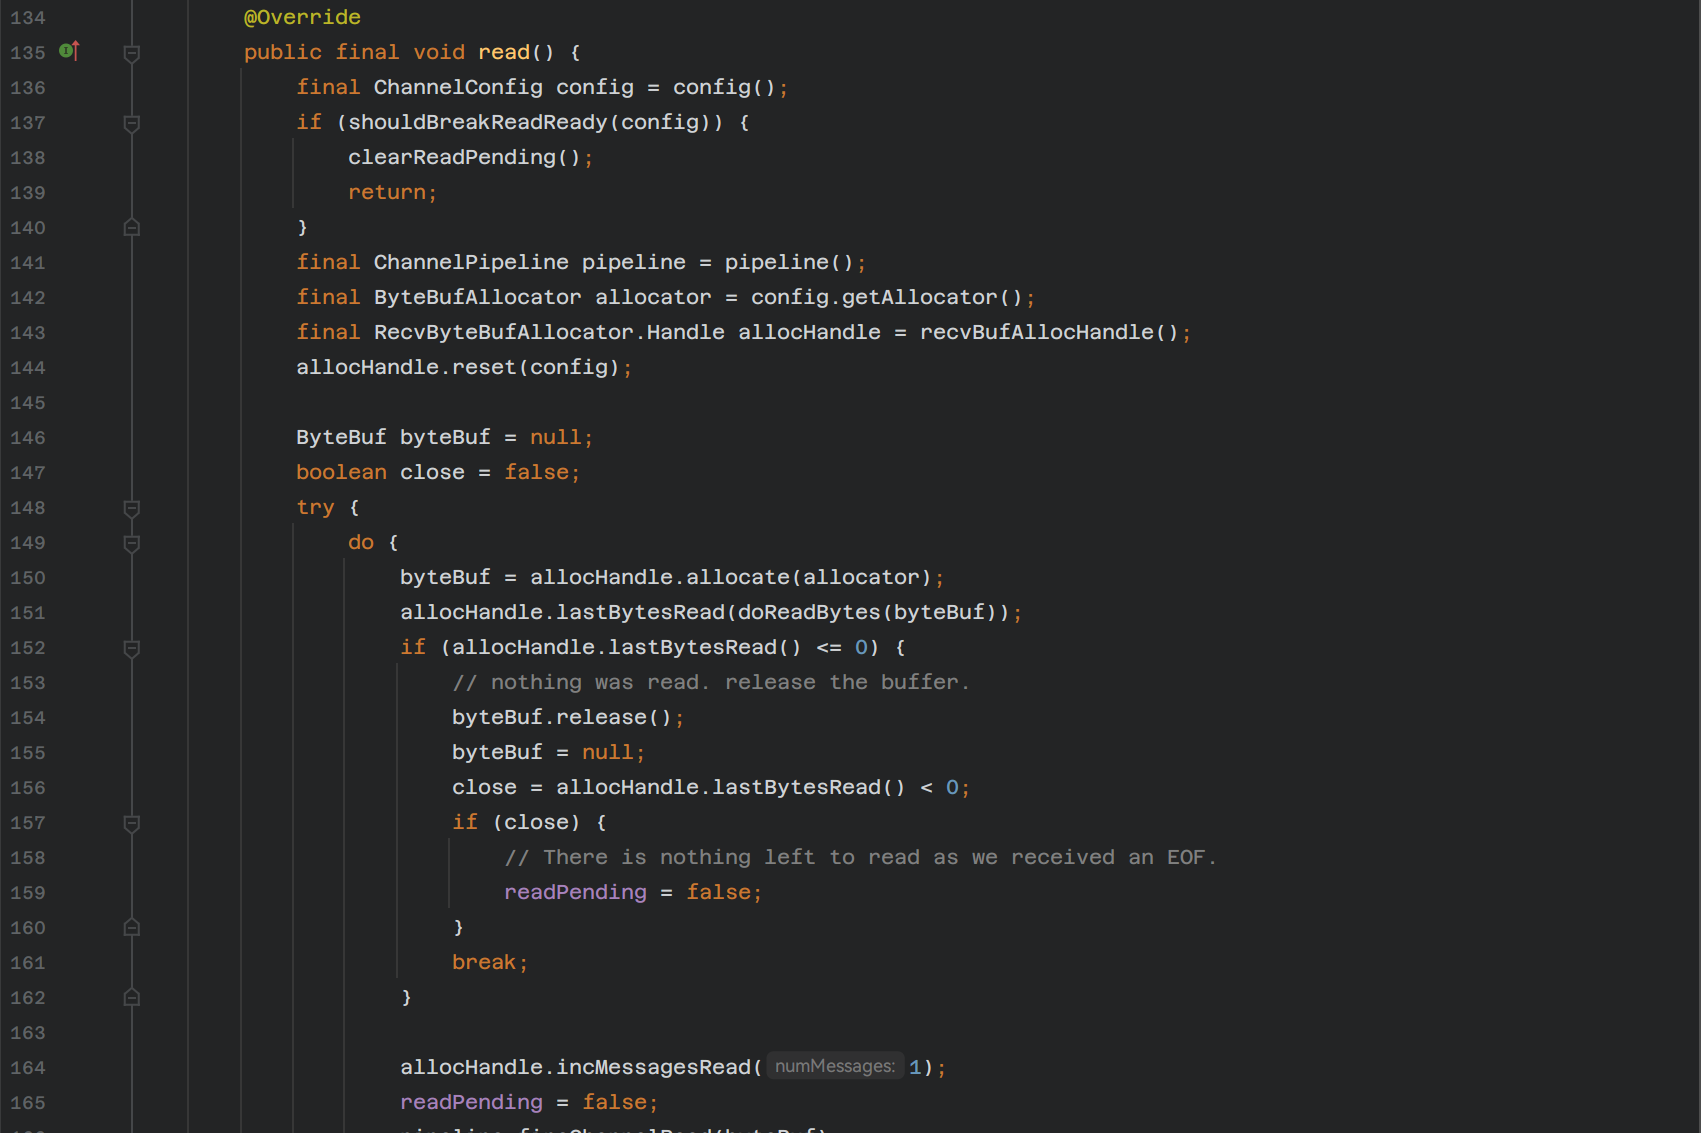 134 @Override
135 public final void read() {
136 final ChannelConfig config = config();
137 if (shouldBreakReadReady(config)) {
138 clearReadPending();
139 return;
140 }
141 final ChannelPipeline pipeline = pipeline();
142 final ByteBufAllocator allocator = config.getAllocator();
143 final RecvByteBufAllocator.Handle allocHandle = recvBufAllocHandle();
144 allocHandle.reset(config);
145
146 ByteBuf byteBuf = null;
147 boolean close = false;
148 try {
149 do {
150 byteBuf = allocHandle.allocate(allocator);
151 allocHandle.lastBytesRead(doReadBytes(byteBuf));
152 if (allocHandle.lastBytesRead() <= 0) {
153 // nothing was read. release the buffer.
154 byteBuf.release();
155 byteBuf = null;
156 close = allocHandle.lastBytesRead() < 0;
157 if (close) {
158 // There is nothing left to read as we received an EOF.
159 readPending = false;
160 }
161 break;
162 }
163
164 allocHandle.incMessagesRead( numMessages: 1);
165 readPending = false;